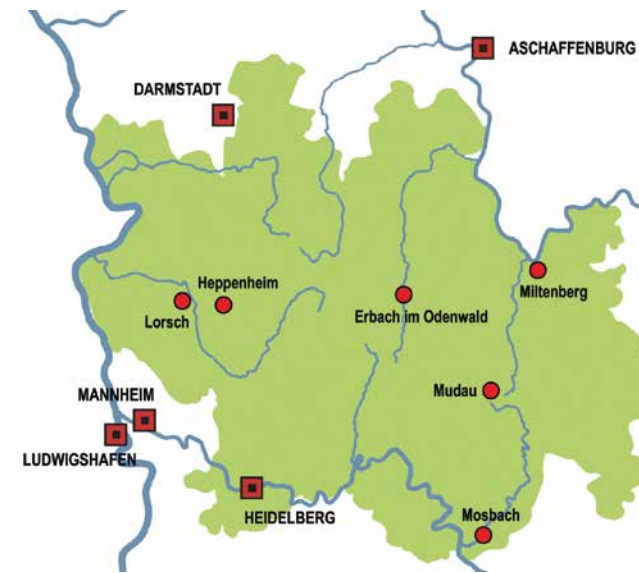 ASCHAFFENBURG
DARMSTADT
Heppenheim
Miltenberg
Lorsch
Erbach im Odenwald
Mudau
MANNHEIM
LUDWIGSHAFEN
Mosbach
HEIDELBERG